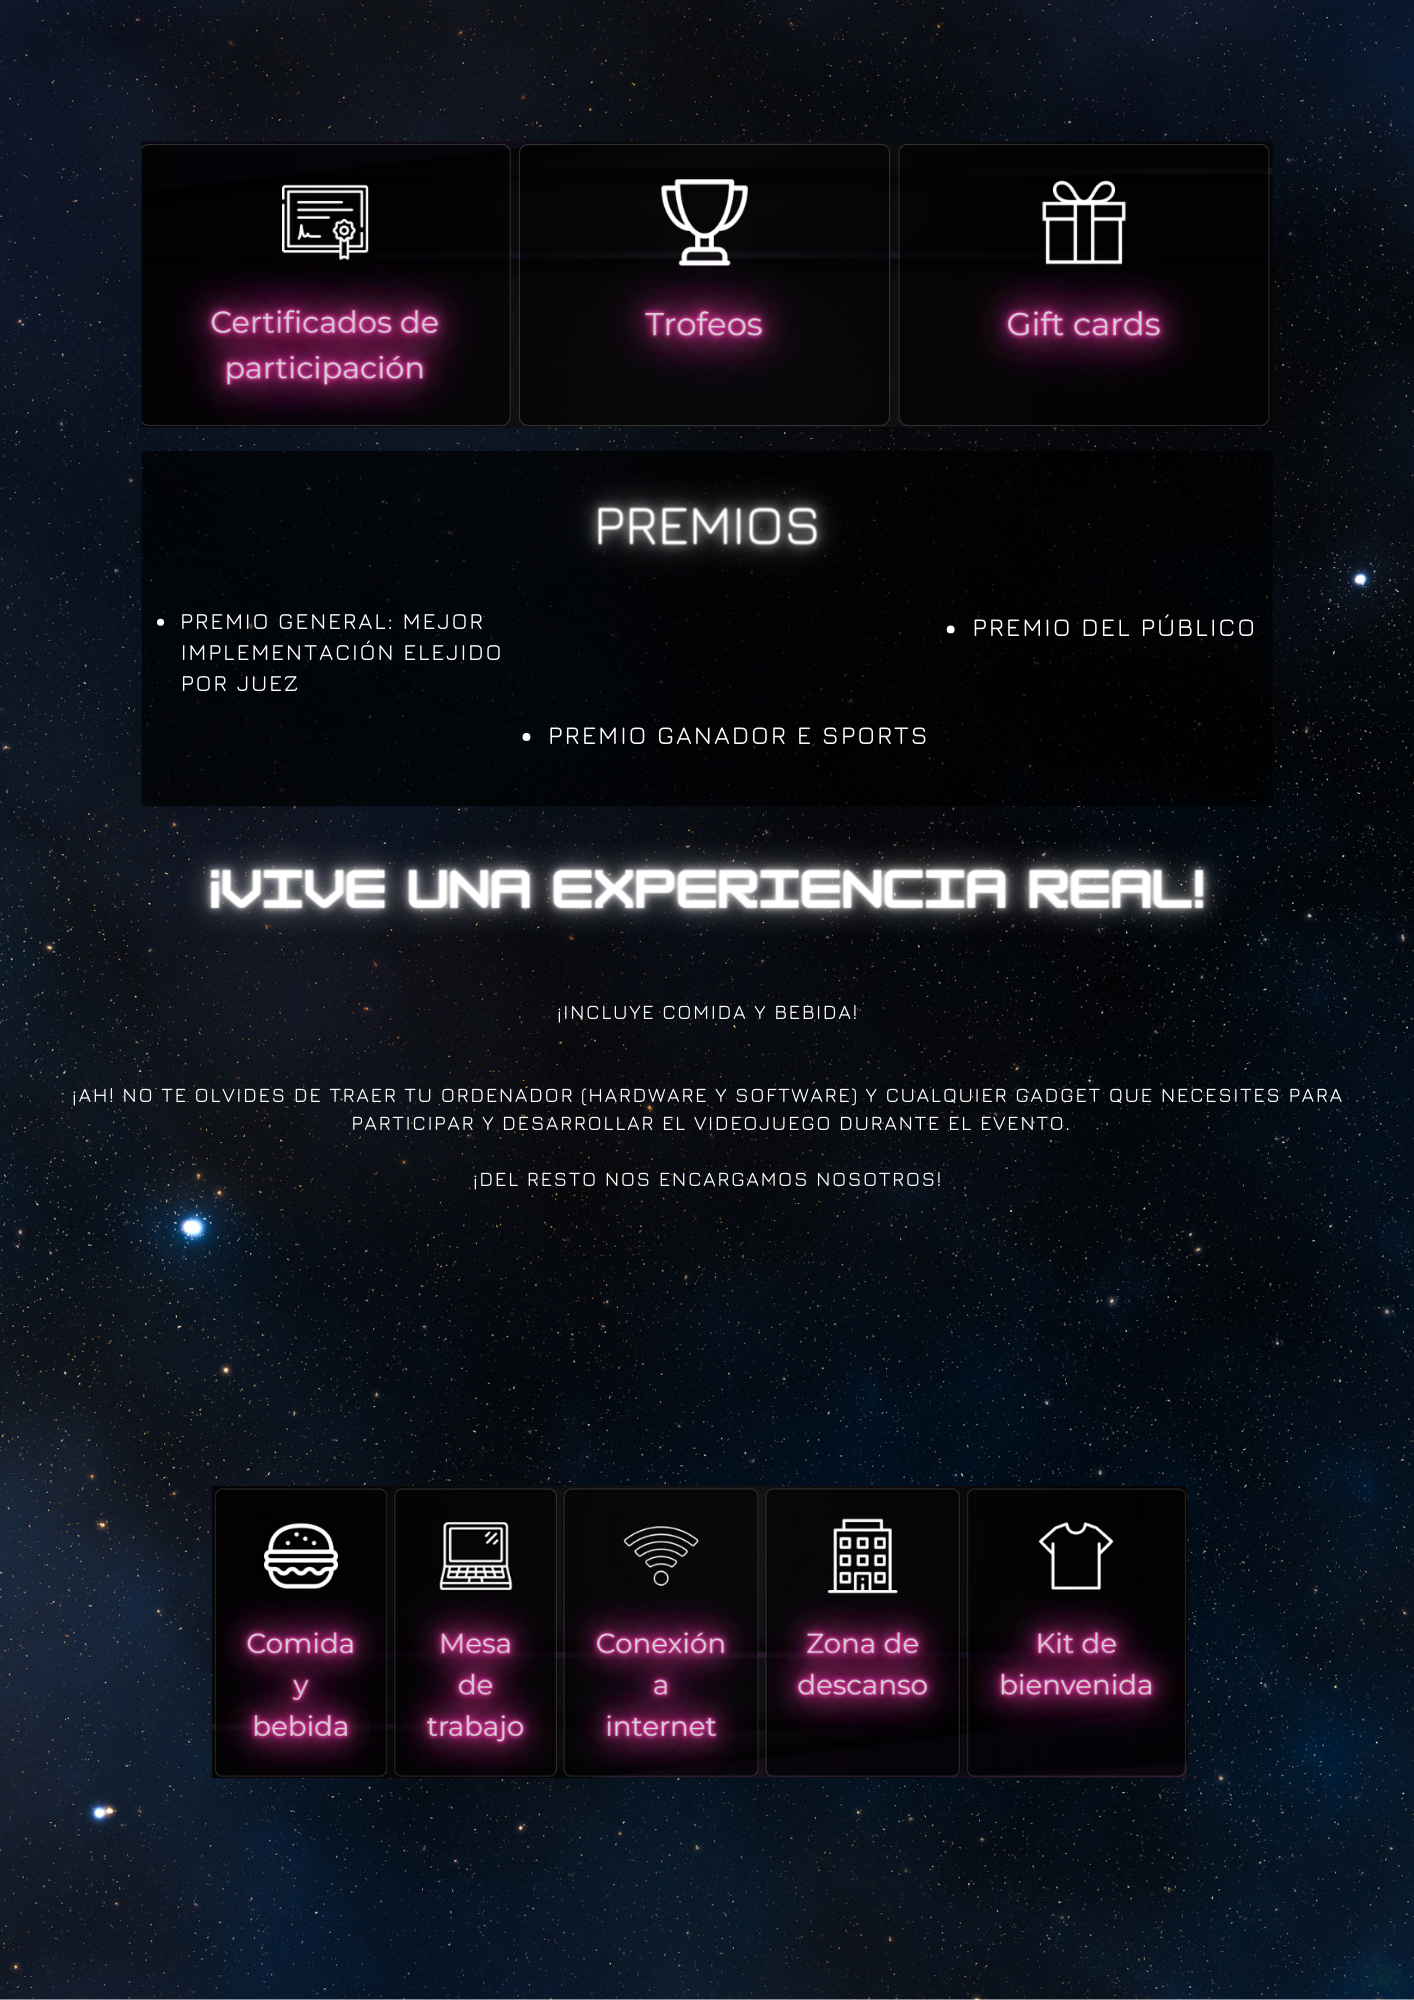 Certificados de
participación
Trofeos
Gift cards
PREMIOS
• PREMIO GENERAL: MEJOR
IMPLEMENTACIÓN ELEJIDO
POR JUEZ
• PREMIO DEL PÚBLICO
• PREMIO GANADOR E SPORTS
¡VIVE UNA EXPERIENCIA REAL!
¡INCLUYE COMIDA Y BEBIDA!
¡AH! NO TE OLVIDES DE TRAER TU ORDENADOR (HARDWARE Y SOFTWARE) Y CUALQUIER GADGET QUE NECESITES PARA
PARTICIPAR Y DESARROLLAR EL VIDEOJUEGO DURANTE EL EVENTO.
¡DEL RESTO NOS ENCARGAMOS NOSOTROS!
Comida
y
bebida
Mesa
de
trabajo
Conexión
a
internet
Zona de
descanso
Kit de
bienvenida